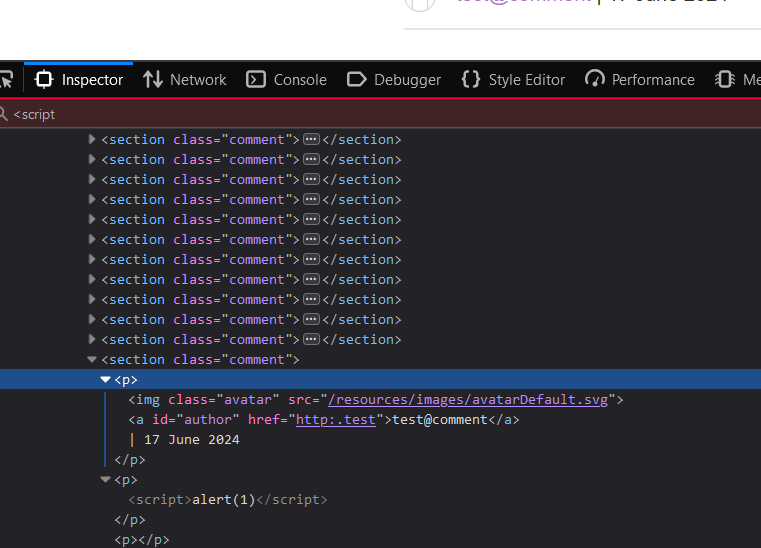 test@comment | 17 June 2024
Inspector Network Console Debugger Style Editor Performance Me
<script
<section class="comment"></section>
<section class="comment"></section>
<section class="comment"></section>
<section class="comment"></section>
<section class="comment"></section>
<section class="comment"></section>
<section class="comment"></section>
<section class="comment"></section>
<section class="comment"></section>
<section class="comment"></section>
<section class="comment"></section>
<section class="comment">
<p>
<img class="avatar" src="/resources/images/avatarDefault.svg">
<a id="author" href="http:.test">test@comment</a>
| 17 June 2024
</p>
<p>
<script>alert(1)</script>
</p>
<p></p>